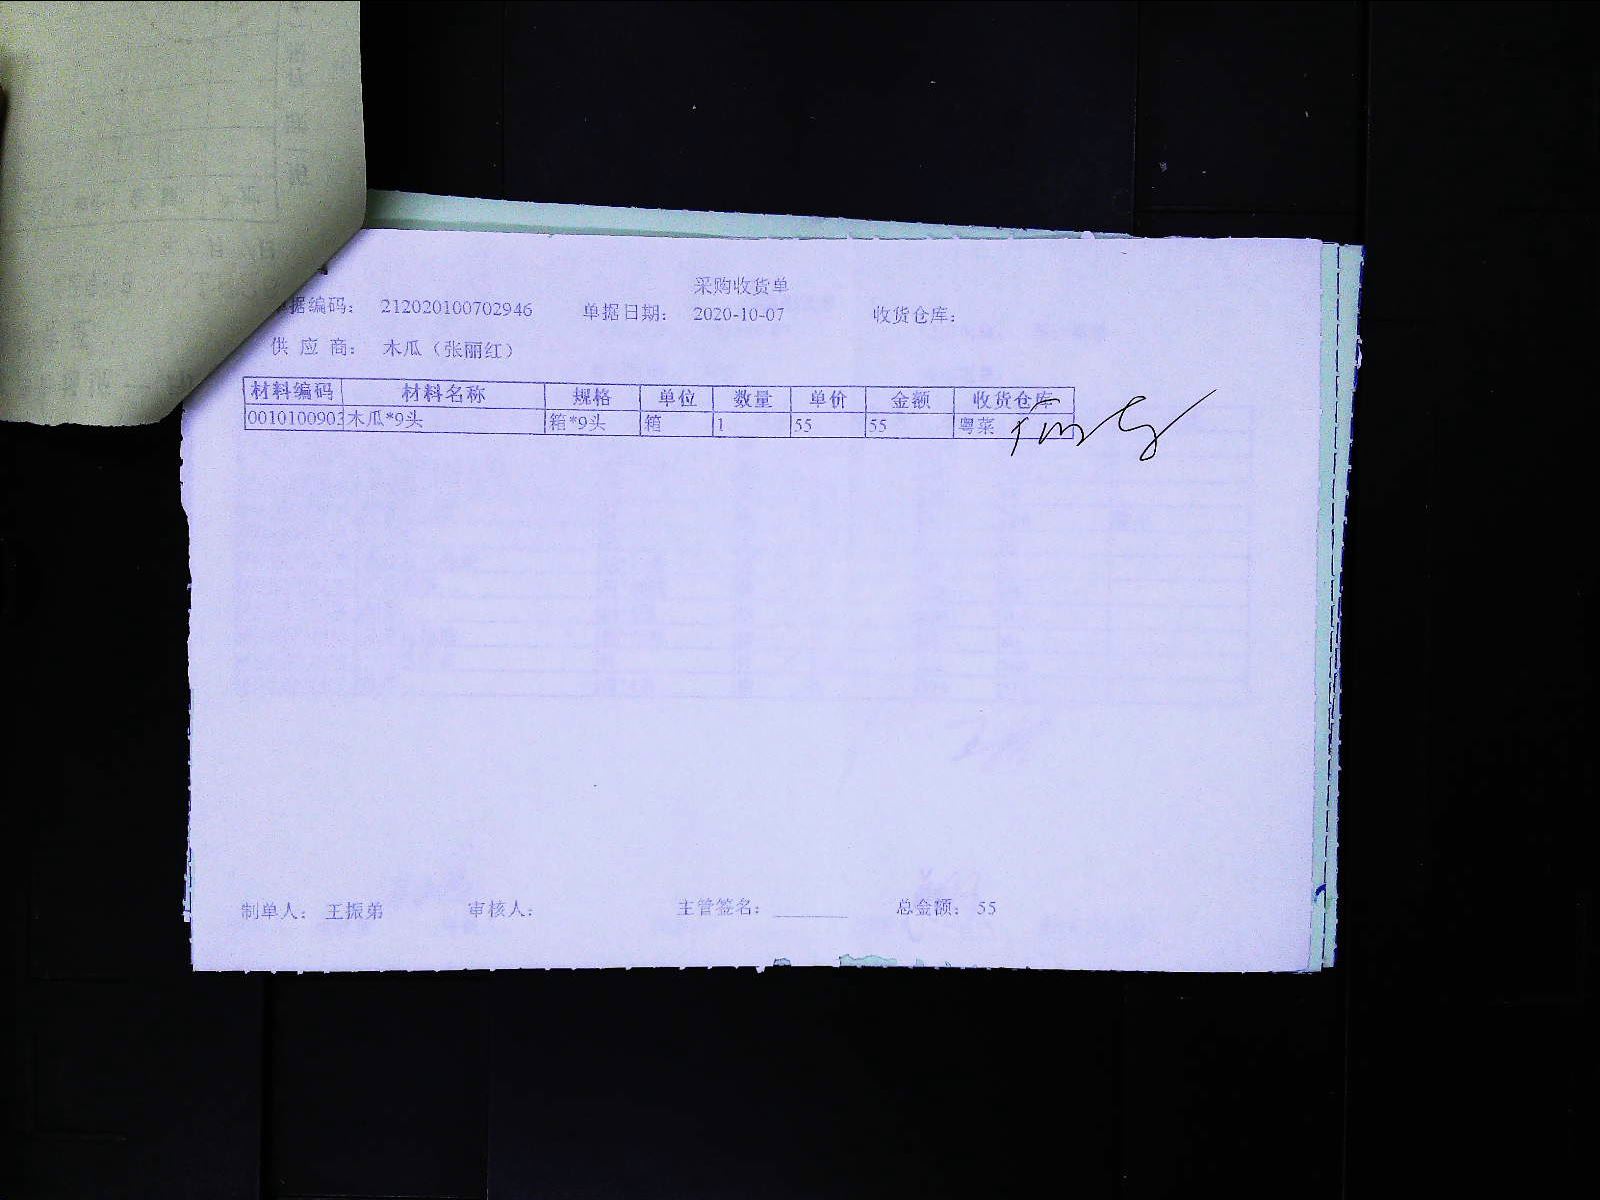 采购收货单
单据编码： 212020100702946 单据日期： 2020-10-07 收货仓库：
供 应 商： 木瓜（张丽红）
材料编码 材料名称 规格 单位 数量 单价 金额 收货仓库
0010100903 木瓜*9头 箱*9头 箱 1 55 55 粤菜
制单人： 王振弟 审核人： 主管签名： ________ 总金额： 55